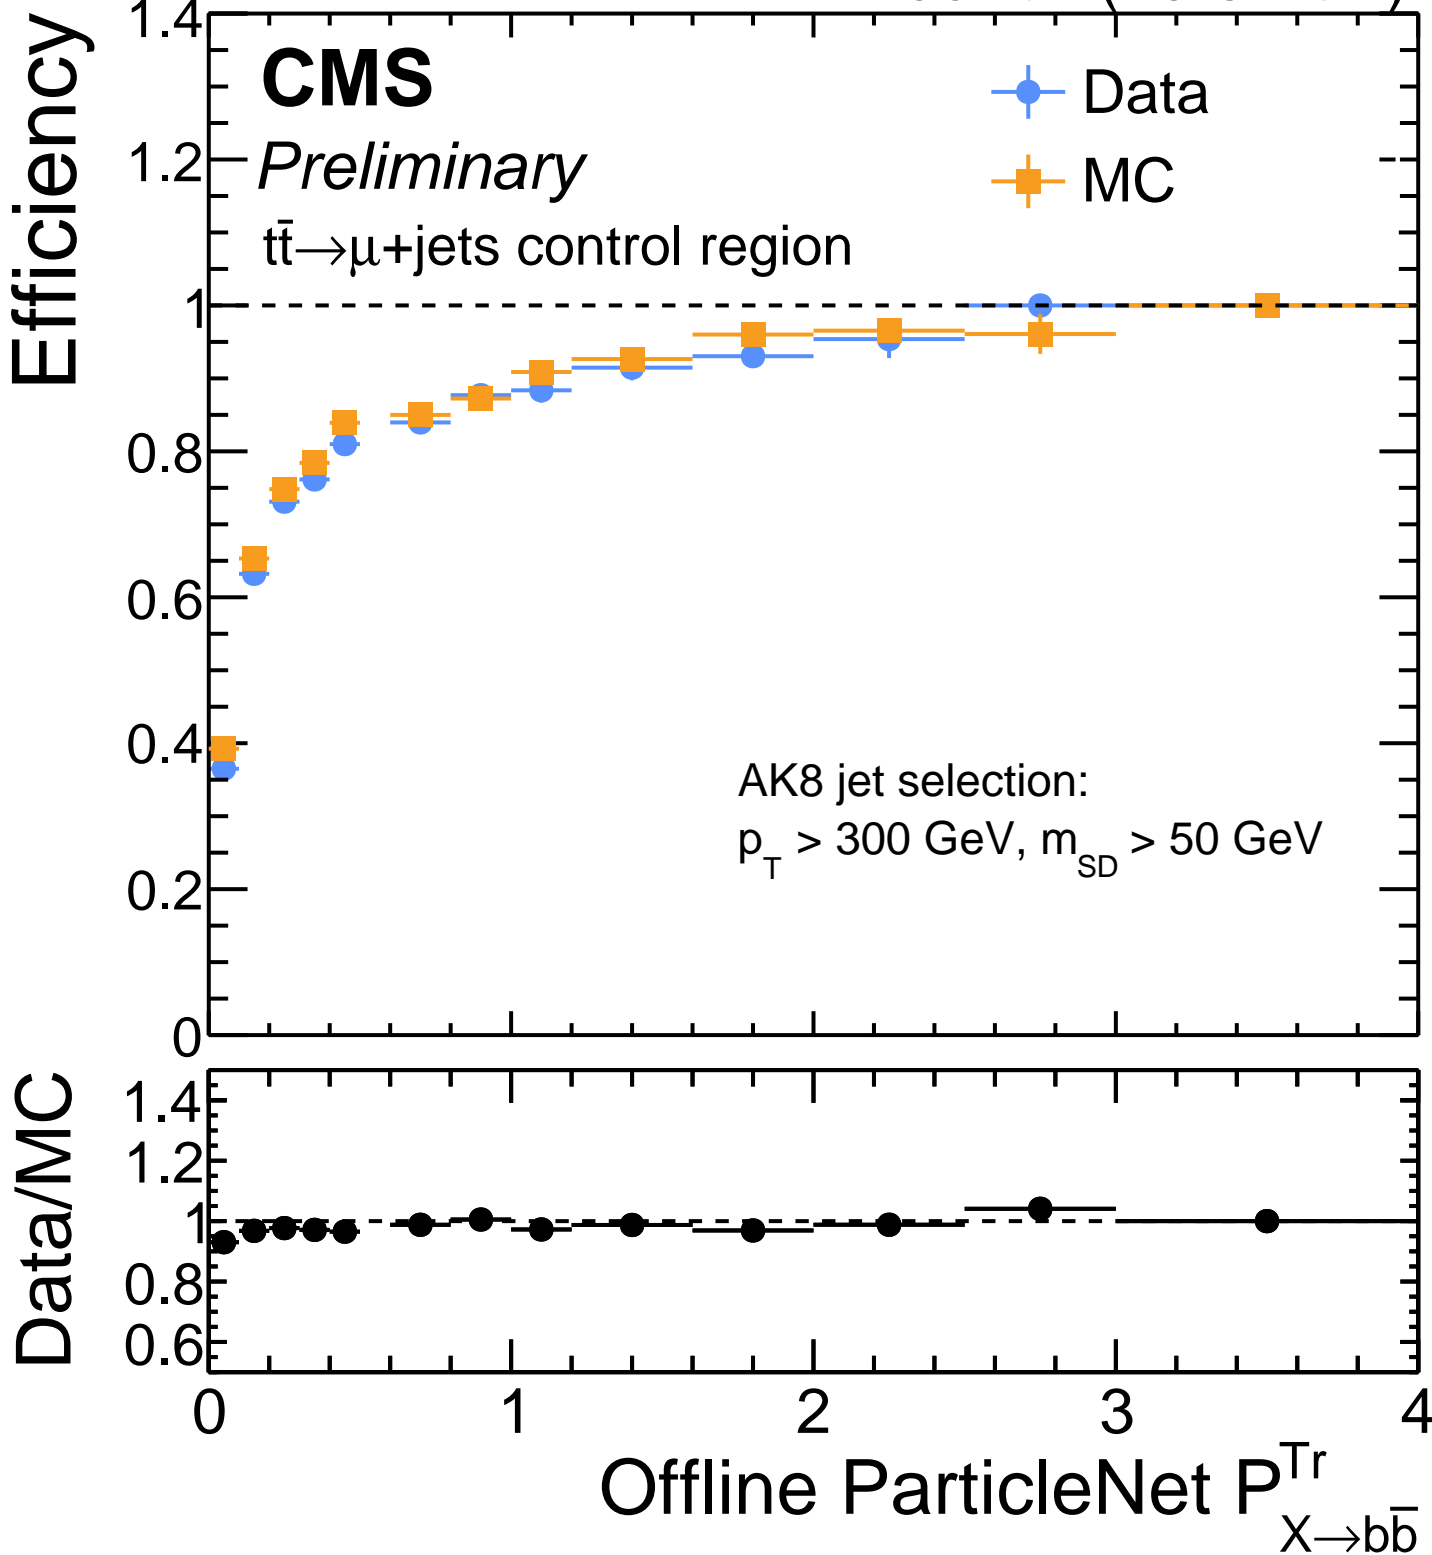 1.4
Efficiency
CMS
Data
1.2
Preliminary
MC
tt̄→μ+jets control region
1
0.8
0.6
0.4
AK8 jet selection:
p_T > 300 GeV, m_SD > 50 GeV
0.2
0
Data/MC
1.4
1.2
1
0.8
0.6
0 1 2 3 4
Offline ParticleNet P^Tr_X→bb̄